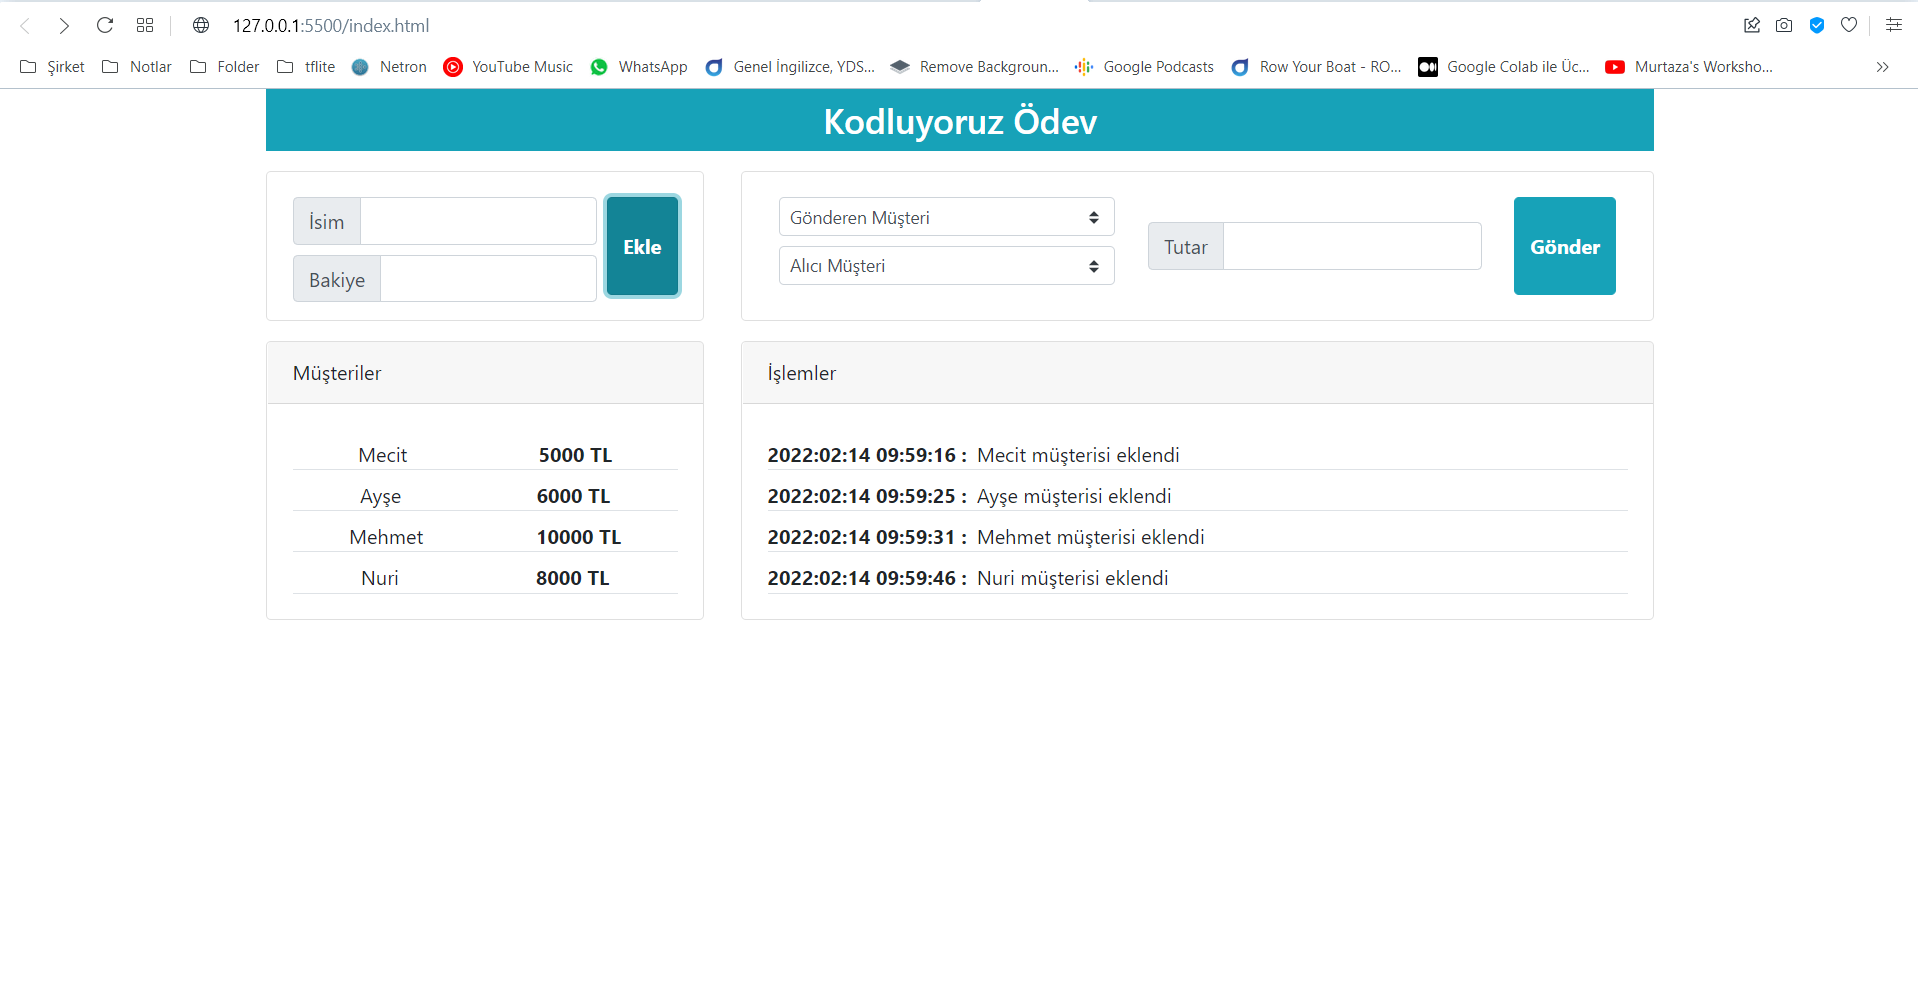 127.0.0.1:5500/index.html
Şirket Notlar Folder tflite Netron YouTube Music WhatsApp Genel İngilizce, YDS... Remove Backgroun... Google Podcasts Row Your Boat - RO... Google Colab ile Üc... Murtaza's Worksho...
Kodluyoruz Ödev
İsim
Bakiye
Ekle
Gönderen Müşteri
Alıcı Müşteri
Tutar
Gönder
Müşteriler
Mecit 5000 TL
Ayşe 6000 TL
Mehmet 10000 TL
Nuri 8000 TL
İşlemler
2022:02:14 09:59:16 : Mecit müşterisi eklendi
2022:02:14 09:59:25 : Ayşe müşterisi eklendi
2022:02:14 09:59:31 : Mehmet müşterisi eklendi
2022:02:14 09:59:46 : Nuri müşterisi eklendi